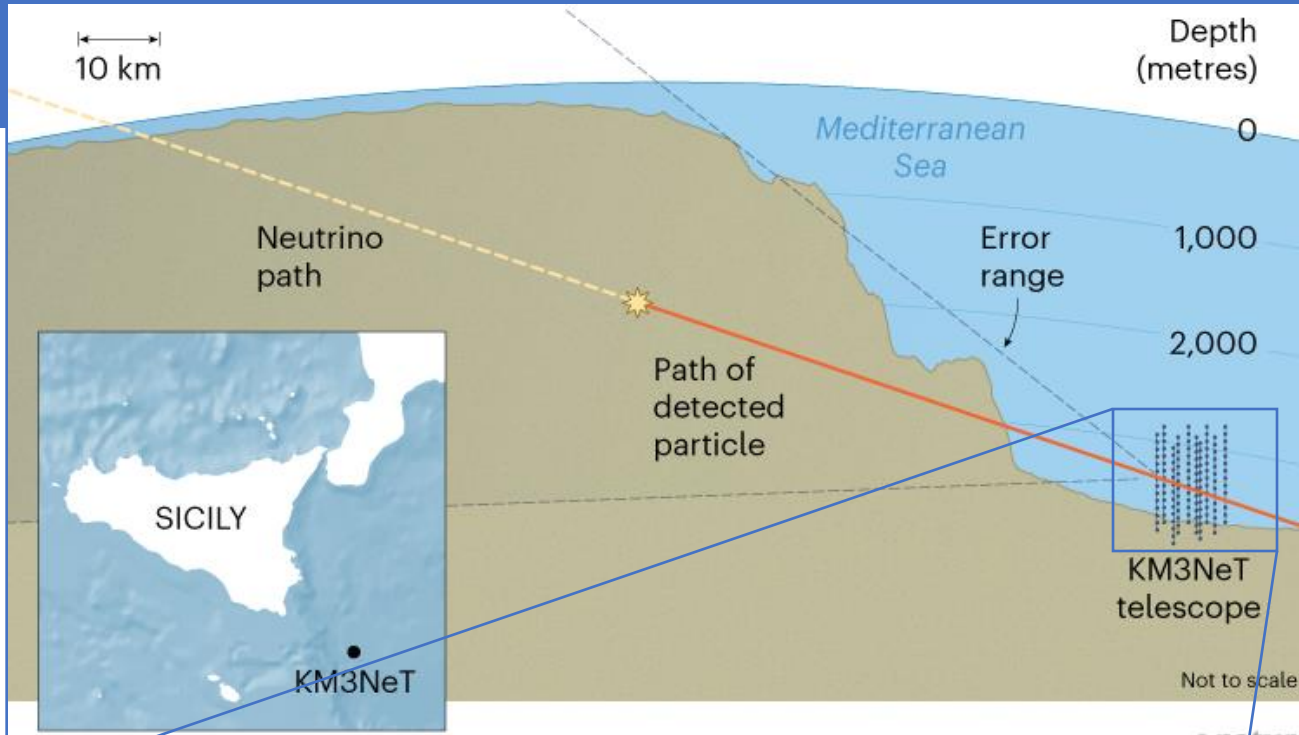 10 km
Depth
(metres)
0
Mediterranean
Sea
Neutrino
path
Error
range
1,000
2,000
Path of
detected
particle
SICILY
KM3NeT
KM3NeT
telescope
Not to scale